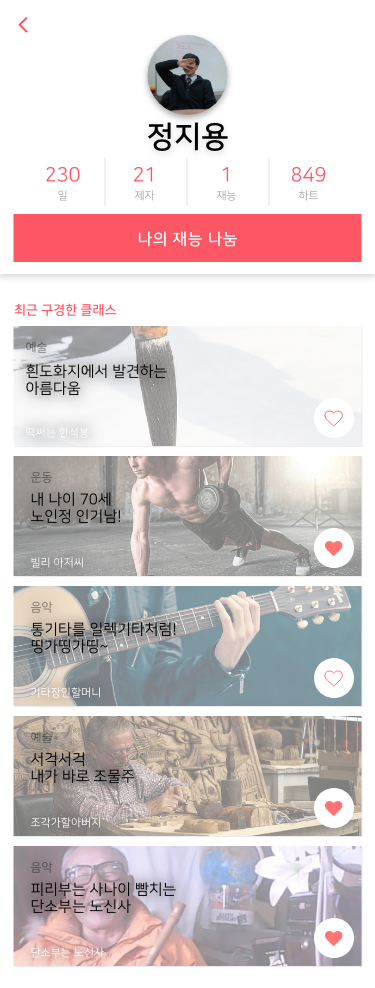 정지용
230
일
21
제자
1
재능
849
하트
나의 재능 나눔
최근 구경한 클래스
예술
흰도화지에서 발견하는
아름다움
떡써는 한석봉
운동
내 나이 70세
노인정 인기남!
빌리 아저씨
음악
통기타를 일렉기타처럼!
띵가띵가띵~
기타장인할머니
예술
서걱서걱
내가 바로 조물주
조각가할아버지
음악
피리부는 사나이 뺨치는
단소부는 노신사
단소부는 노신사